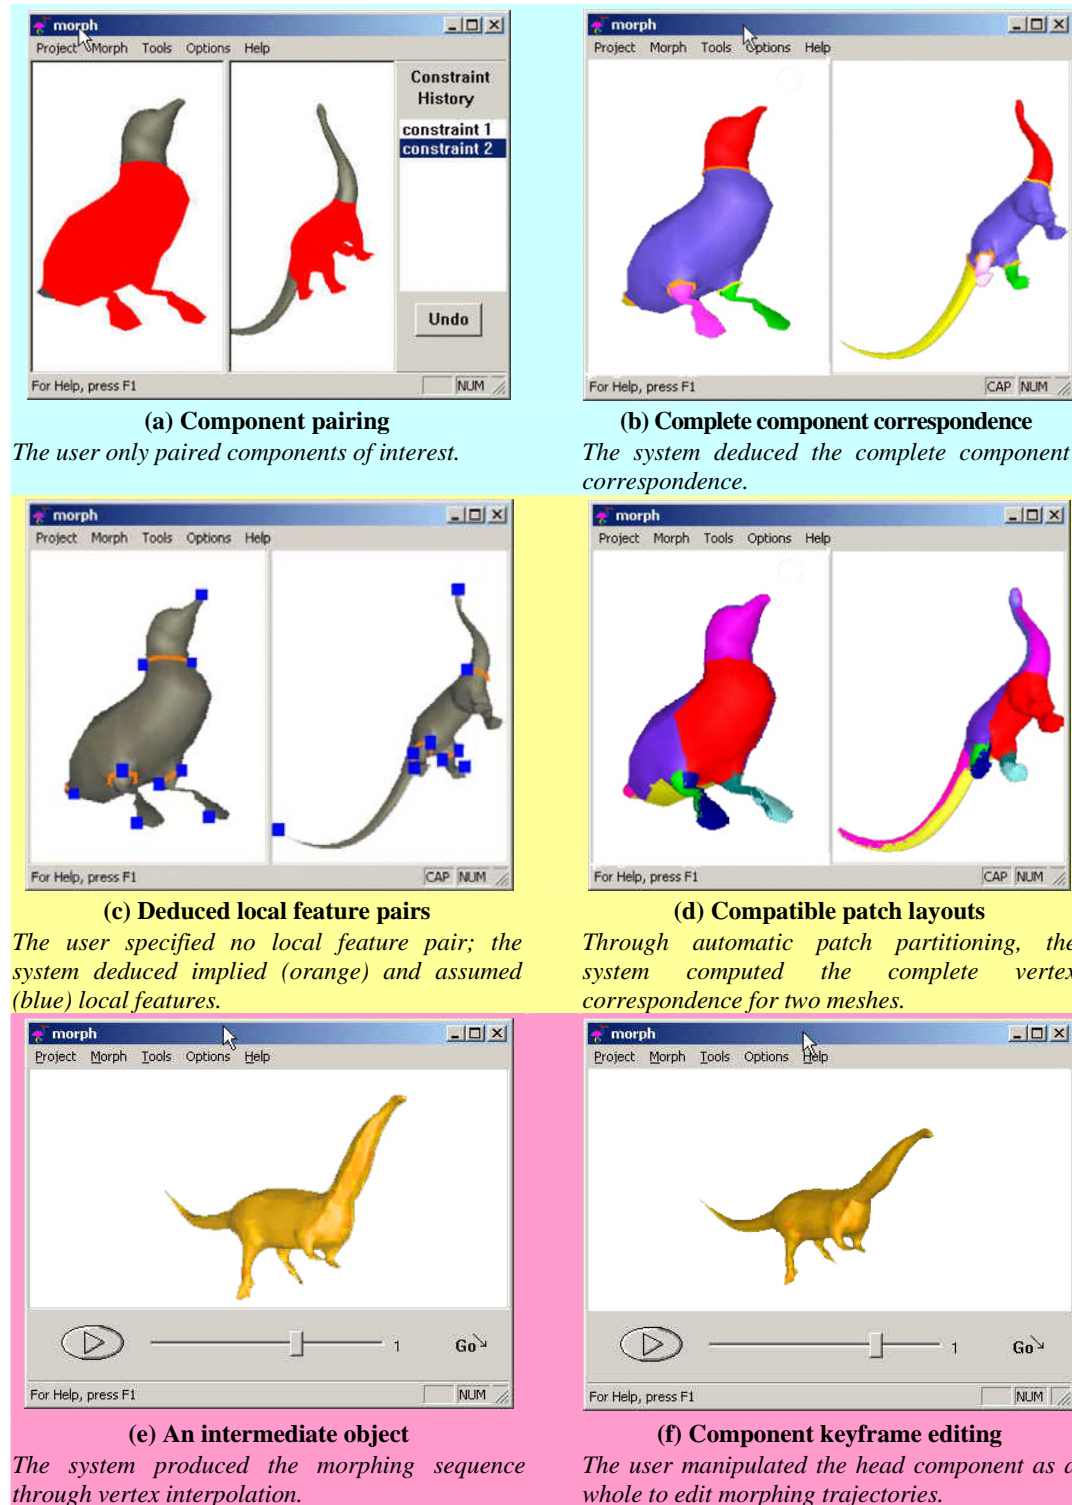 morph
Project Morph Tools Options Help
Constraint
History
constraint 1
constraint 2
Undo
For Help, press F1
NUM
(a) Component pairing
The user only paired components of interest.
morph
Project Morph Tools Options Help
For Help, press F1
CAP NUM
(b) Complete component correspondence
The system deduced the complete component
correspondence.
morph
Project Morph Tools Options Help
For Help, press F1
CAP NUM
(c) Deduced local feature pairs
The user specified no local feature pair; the
system deduced implied (orange) and assumed
(blue) local features.
morph
Project Morph Tools Options Help
For Help, press F1
CAP NUM
(d) Compatible patch layouts
Through automatic patch partitioning, the
system computed the complete vertex
correspondence for two meshes.
morph
Project Morph Tools Options Help
1
Go
For Help, press F1
NUM
(e) An intermediate object
The system produced the morphing sequence
through vertex interpolation.
morph
Project Morph Tools Options Help
1
Go
For Help, press F1
NUM
(f) Component keyframe editing
The user manipulated the head component as a
whole to edit morphing trajectories.